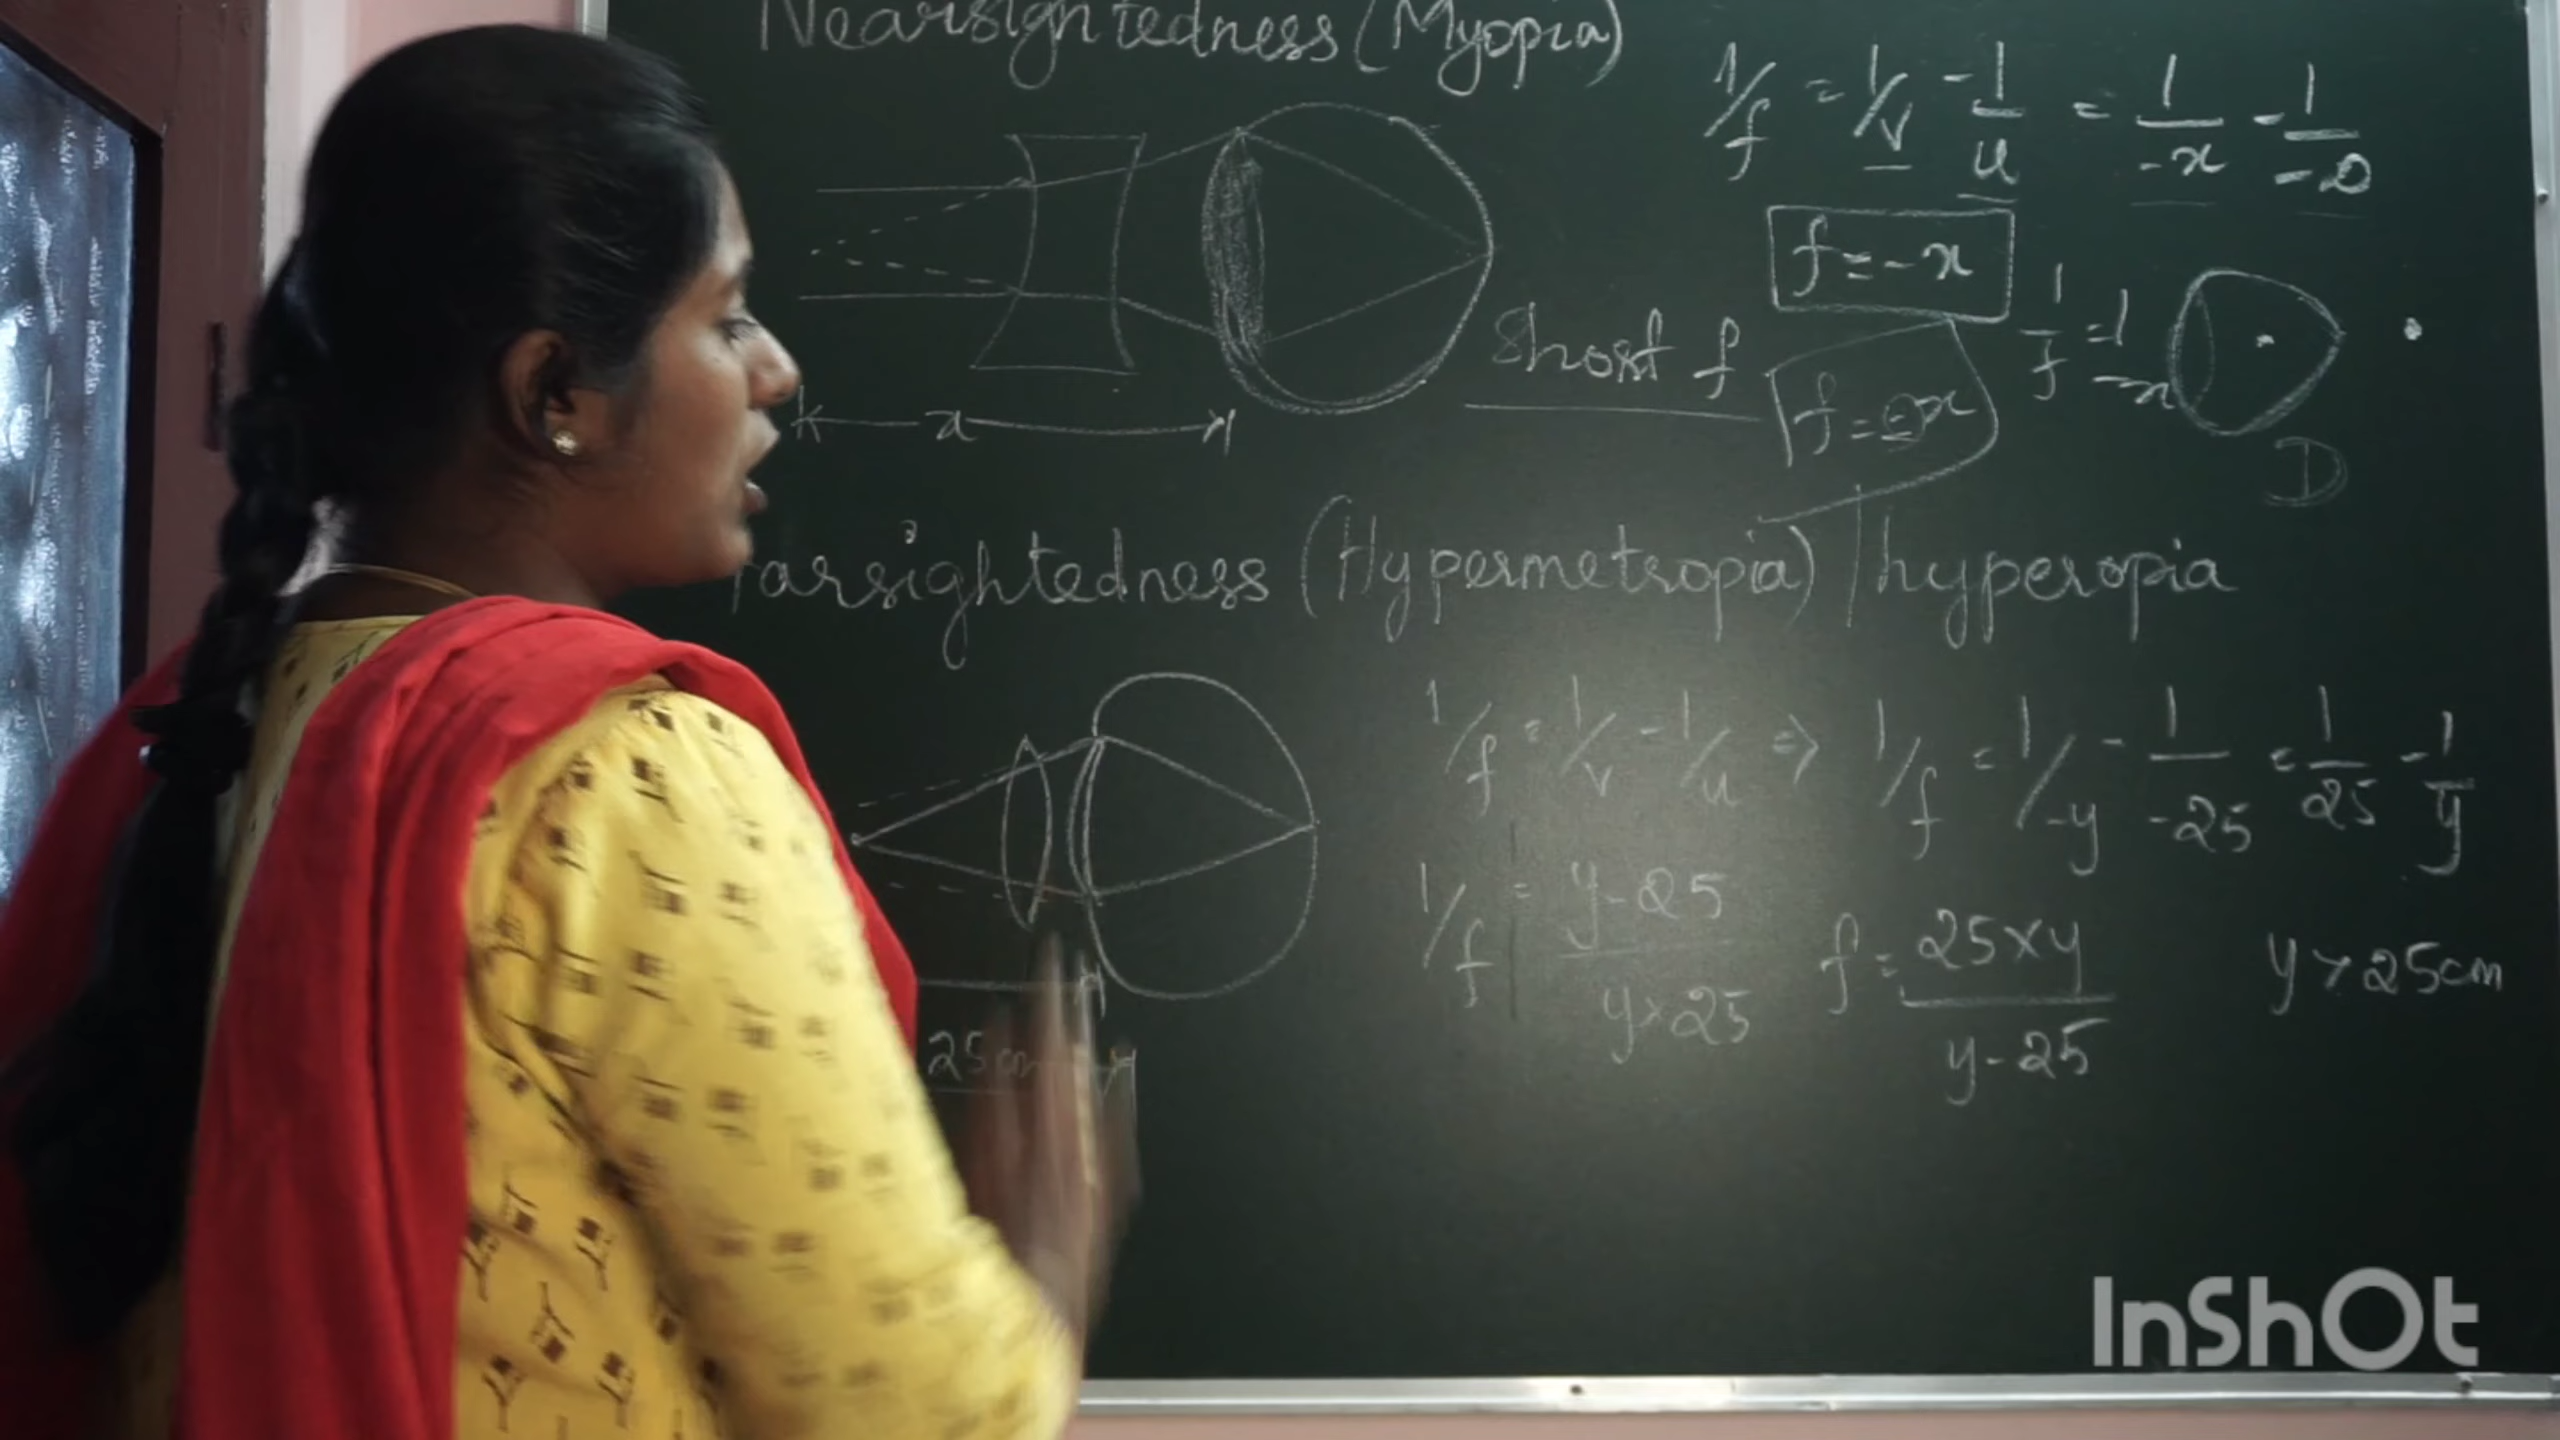 Nearsightedness (Myopia)
1/f = 1/v - 1/u = 1/-x - 1/-∞
f = -x
Short f
1/f = 1/-x
f = -x
x
D
Farsightedness (Hypermetropia) / hyperopia
1/f = 1/v - 1/u => 1/f = 1/-y - 1/-25 = 1/25 - 1/y
1/f = y-25/y×25
f = 25×y/y-25
y > 25cm
25cm
InShOt